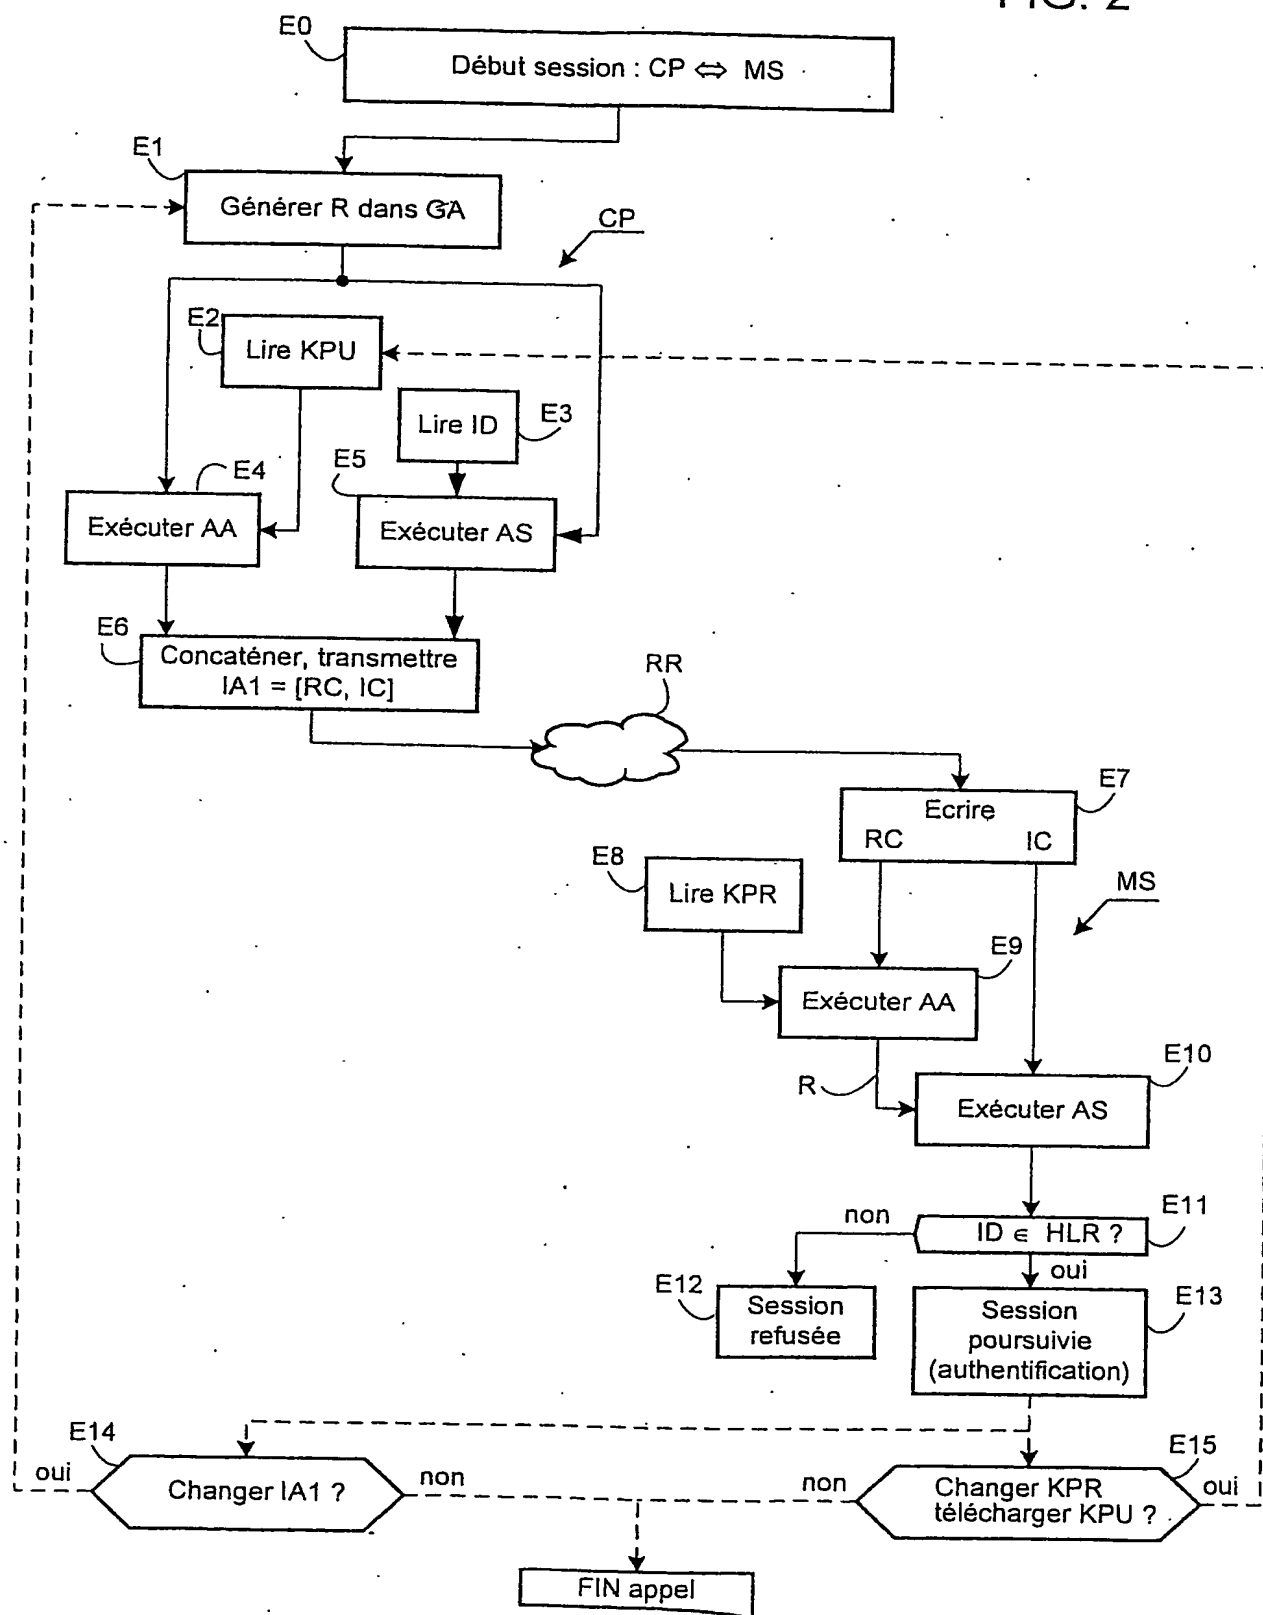 FIG. 2
E0
Début session : CP ⇔ MS
E1
Générer R dans GA
CP
E2
Lire KPU
Lire ID
E3
E4
E5
Exécuter AA
Exécuter AS
E6
Concaténer, transmettre
IA1 = [RC, IC]
RR
E7
Ecrire
RC IC
E8
Lire KPR
MS
E9
Exécuter AA
R
E10
Exécuter AS
E11
non
ID ∈ HLR ?
oui
E12
Session
refusée
E13
Session
poursuivie
(authentification)
E14
oui
Changer IA1 ?
non
E15
non
Changer KPR
télécharger KPU ?
oui
FIN appel